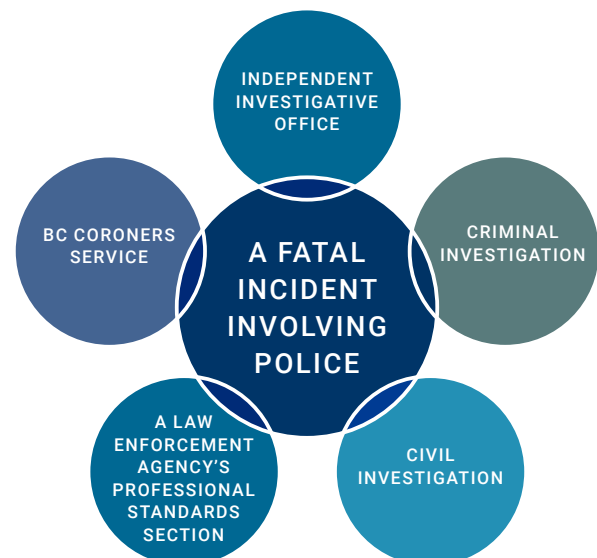 INDEPENDENT
INVESTIGATIVE
OFFICE
BC CORONERS
SERVICE
CRIMINAL
INVESTIGATION
A FATAL
INCIDENT
INVOLVING
POLICE
A LAW
ENFORCEMENT
AGENCY’S
PROFESSIONAL
STANDARDS
SECTION
CIVIL
INVESTIGATION